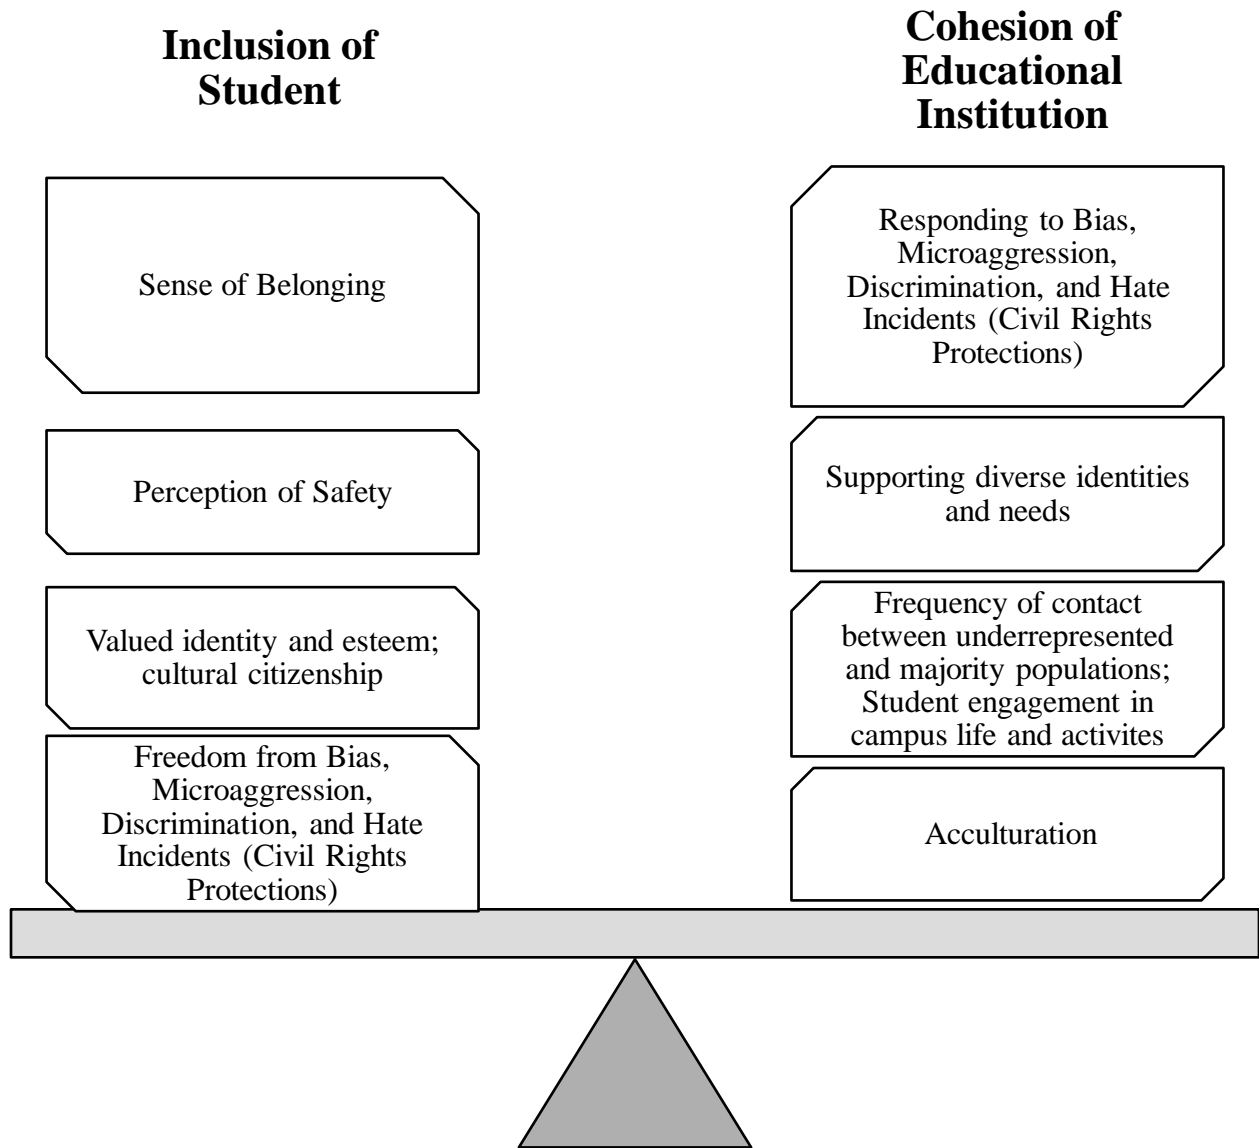 Inclusion of
Student
Sense of Belonging
Perception of Safety
Valued identity and esteem;
cultural citizenship
Freedom from Bias,
Microaggression,
Discrimination, and Hate
Incidents (Civil Rights
Protections)
Cohesion of
Educational
Institution
Responding to Bias,
Microaggression,
Discrimination, and Hate
Incidents (Civil Rights
Protections)
Supporting diverse identities
and needs
Frequency of contact
between underrepresented
and majority populations;
Student engagement in
campus life and activites
Acculturation